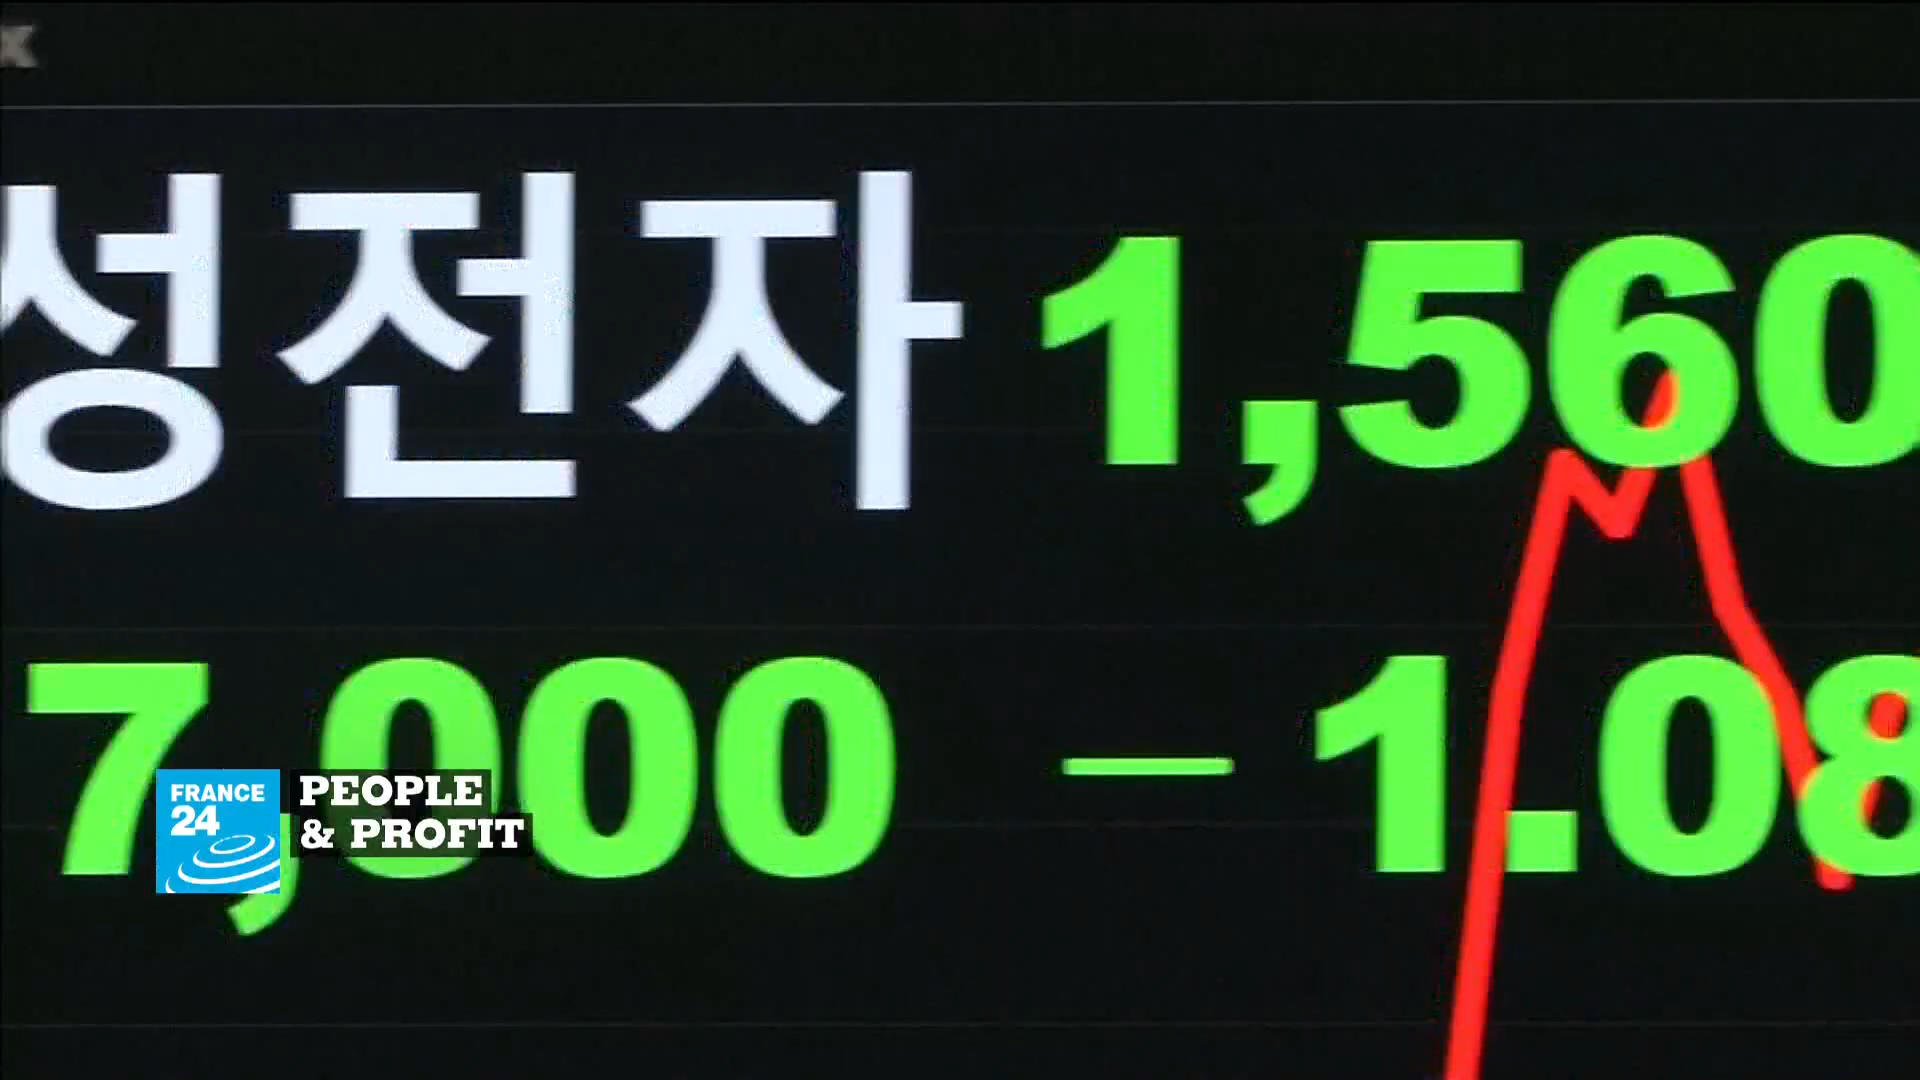 x
성전자 1,560
7,000 – 1.08
FRANCE
24
PEOPLE
& PROFIT